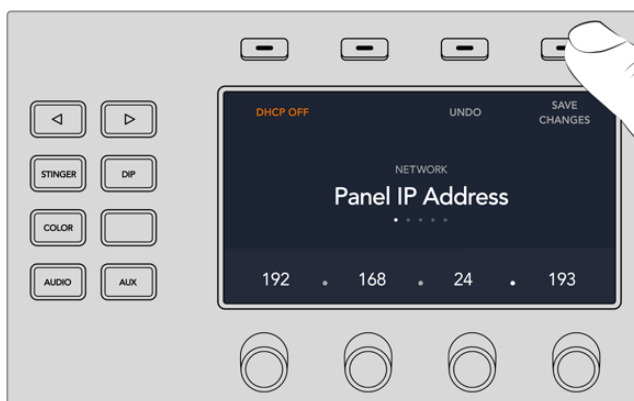 DHCP OFF
UNDO
SAVE
CHANGES
NETWORK
Panel IP Address
192 . 168 . 24 . 193
STINGER
DIP
COLOR
AUDIO
AUX